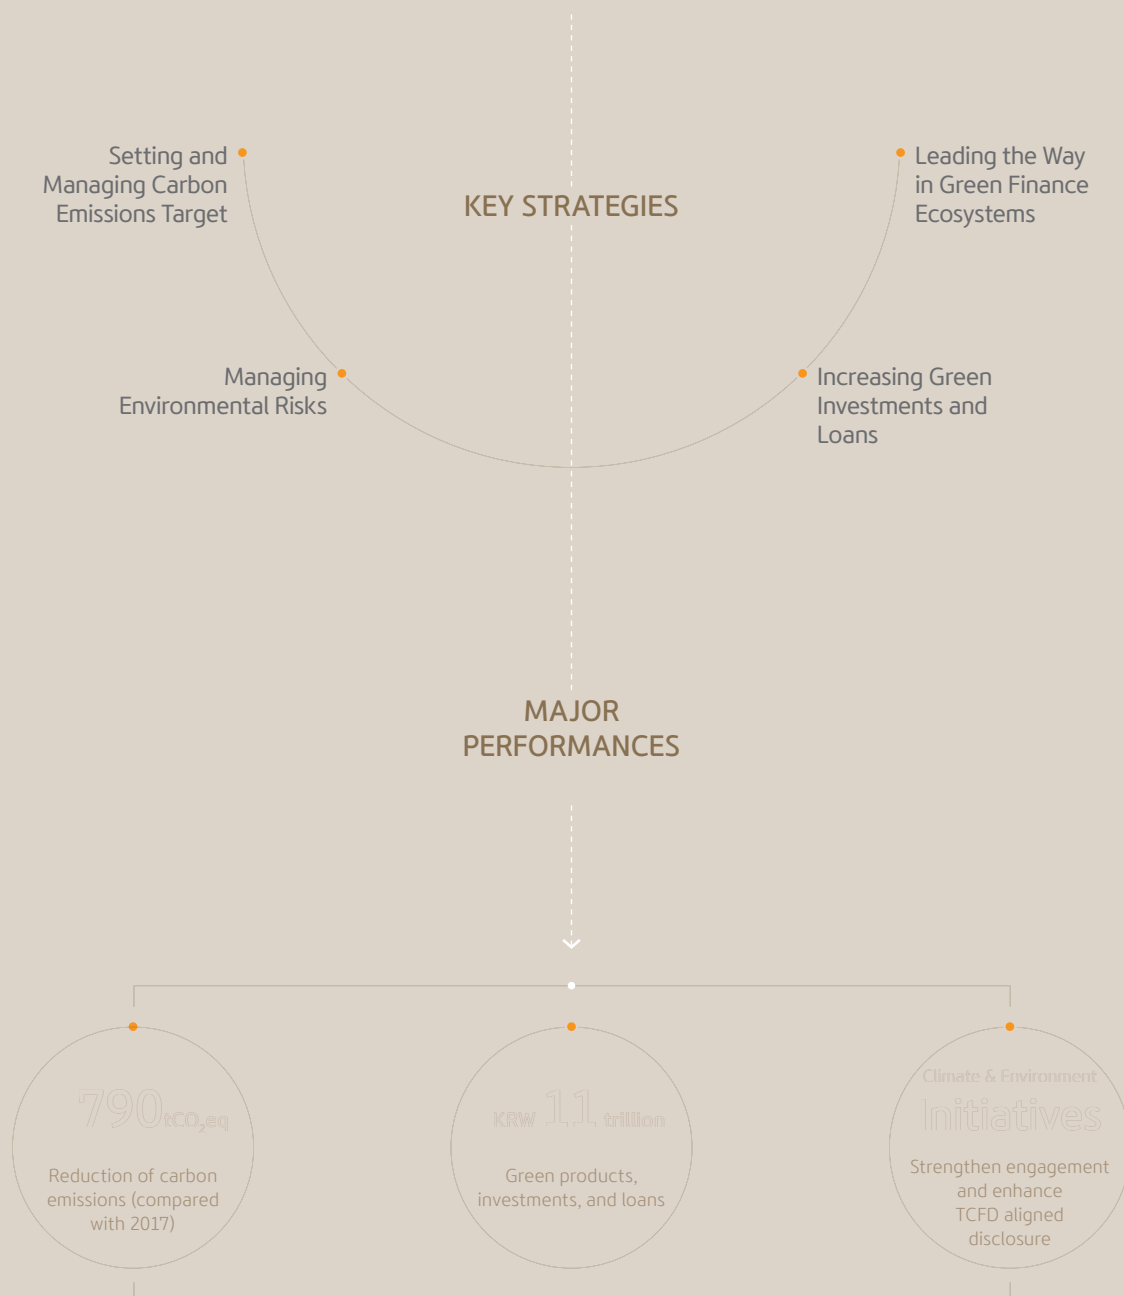 KEY STRATEGIES
Setting and
Managing Carbon
Emissions Target
Managing
Environmental Risks
Leading the Way
in Green Finance
Ecosystems
Increasing Green
Investments and
Loans
MAJOR
PERFORMANCES
790 tCO₂eq
Reduction of carbon
emissions (compared
with 2017)
KRW 11 trillion
Green products,
investments, and loans
Climate & Environment
Initiatives
Strengthen engagement
and enhance
TCFD aligned
disclosure